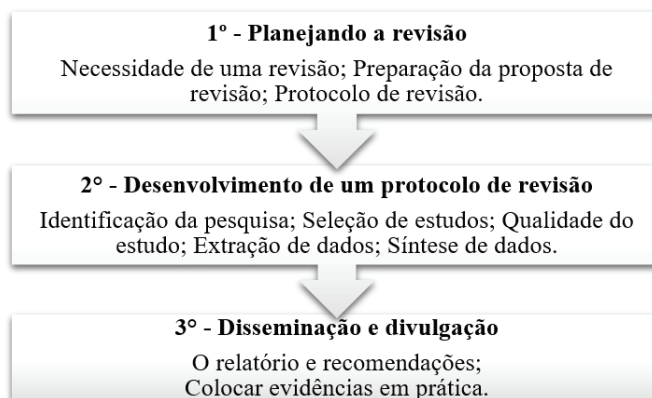 1º - Planejando a revisão
Necessidade de uma revisão; Preparação da proposta de
revisão; Protocolo de revisão.
2° - Desenvolvimento de um protocolo de revisão
Identificação da pesquisa; Seleção de estudos; Qualidade do
estudo; Extração de dados; Síntese de dados.
3° - Disseminação e divulgação
O relatório e recomendações;
Colocar evidências em prática.